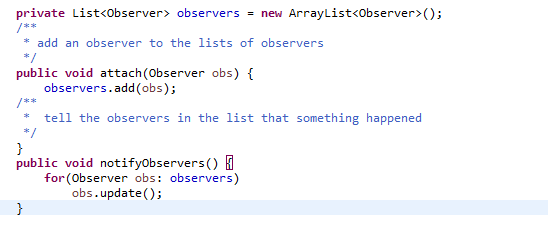 private List<Observer> observers = new ArrayList<Observer>();
/**
 * add an observer to the lists of observers
 */
public void attach(Observer obs) {
    observers.add(obs);
/**
 *  tell the observers in the list that something happened
 */
}
public void notifyObservers() {
    for(Observer obs: observers)
        obs.update();
}